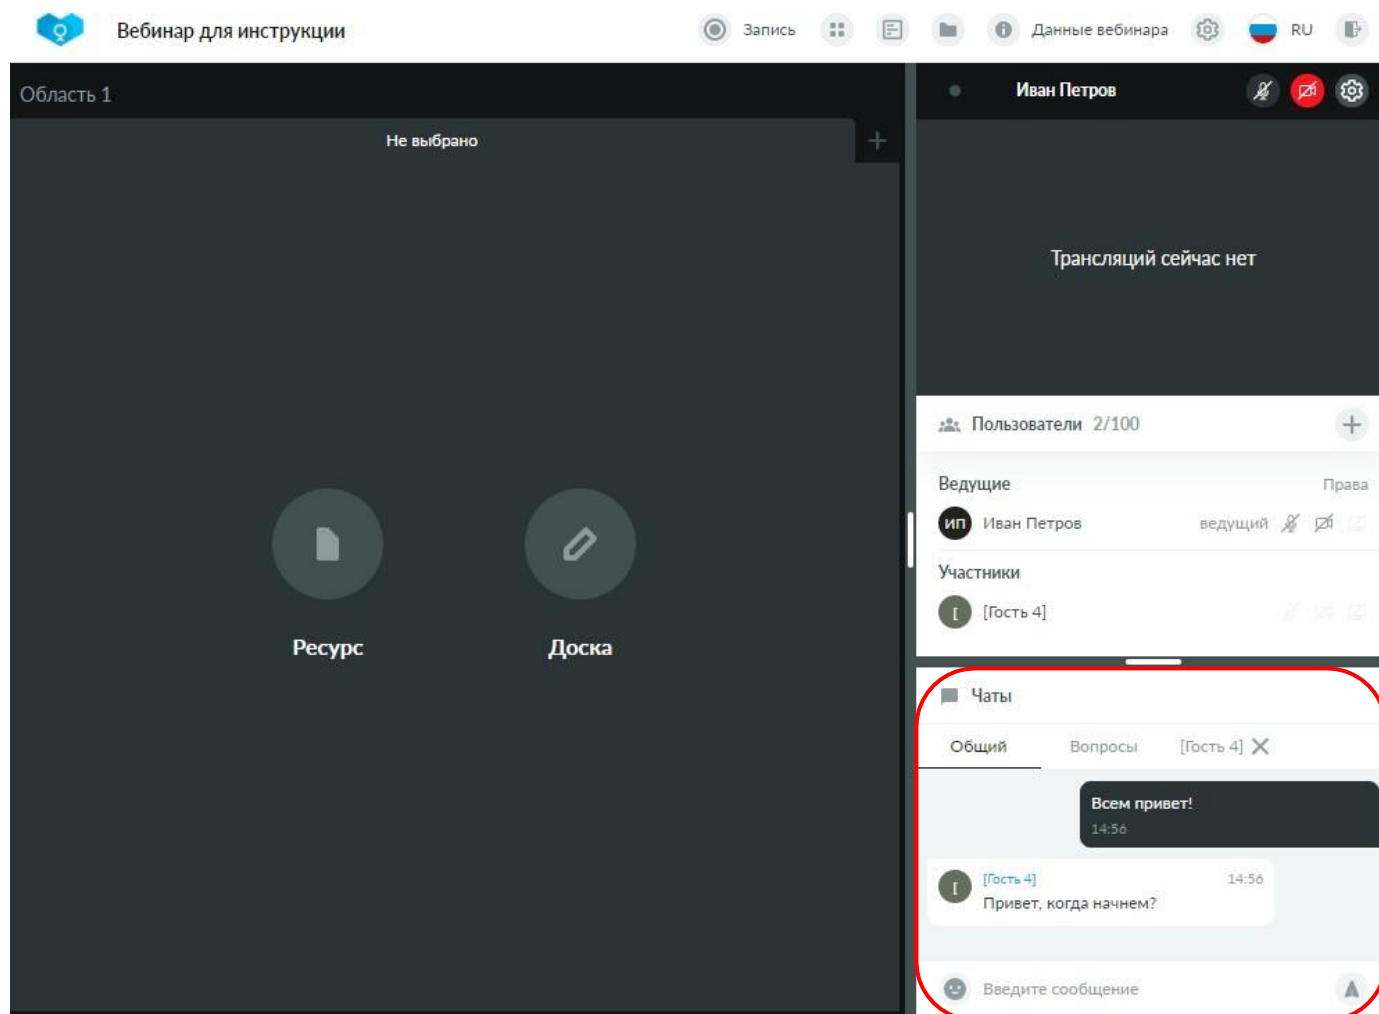 Вебинар для инструкции
Запись
Данные вебинара
RU
Область 1
Не выбрано
Ресурс
Доска
Иван Петров
Трансляций сейчас нет
Пользователи 2/100
Ведущие Права
ИП Иван Петров ведущий
Участники
[ [Гость 4]
Чаты
Общий Вопросы [Гость 4]
Всем привет!
14:56
[ [Гость 4] 14:56
Привет, когда начнем?
Введите сообщение